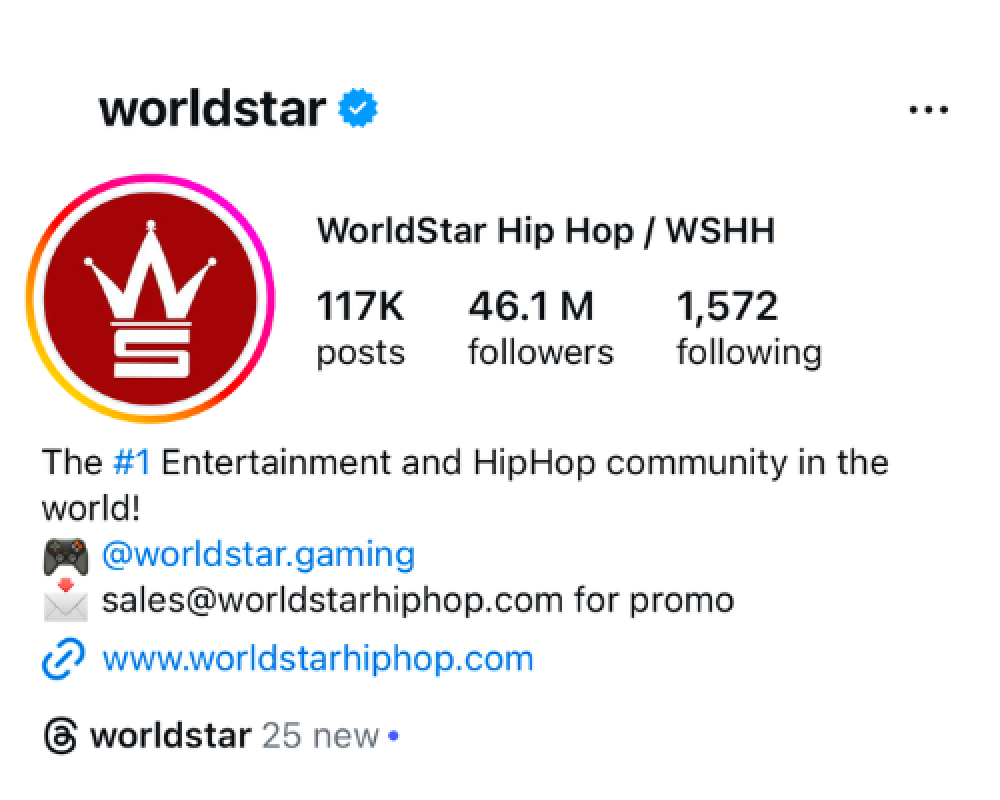 worldstar
WorldStar Hip Hop / WSHH
117K 46.1 M 1,572
posts followers following
The #1 Entertainment and HipHop community in the
world!
@worldstar.gaming
sales@worldstarhiphop.com for promo
www.worldstarhiphop.com
worldstar 25 new